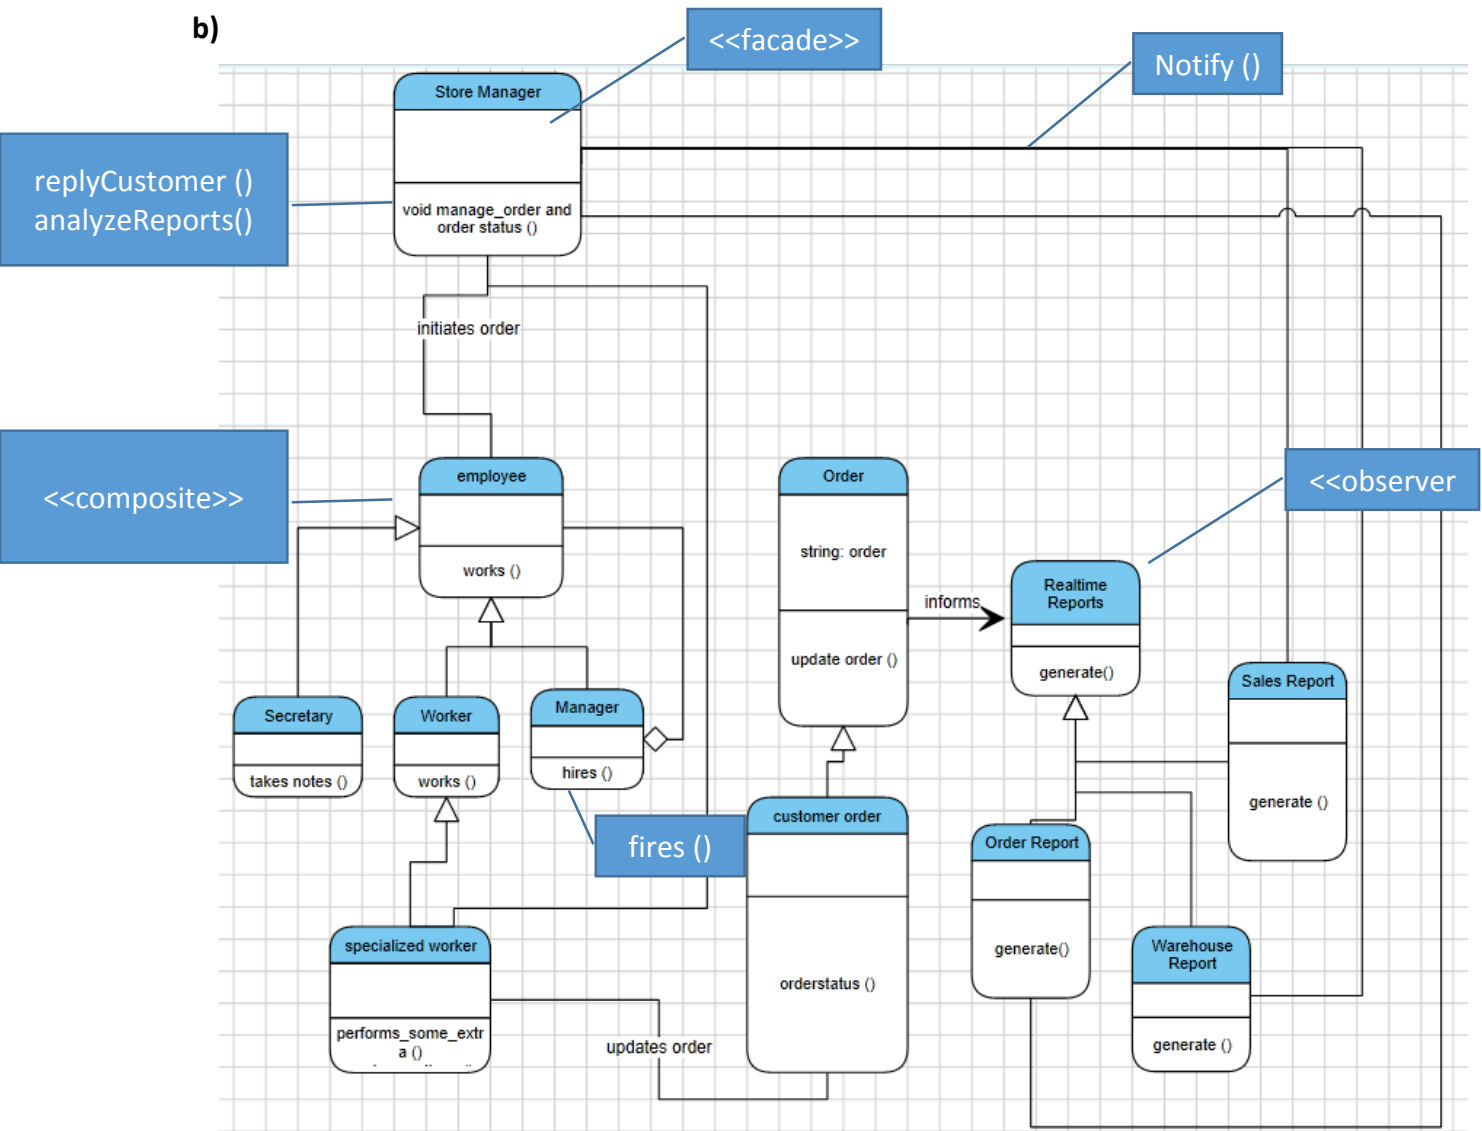 b)
<<facade>>
Notify ()
Store Manager
replyCustomer ()
analyzeReports()
void manage_order and
order status ()
initiates order
<<composite>>
employee
works ()
Order
string: order
update order ()
informs
<<observer
Realtime
Reports
generate()
Sales Report
generate ()
Secretary
takes notes ()
Worker
works ()
Manager
hires ()
fires ()
customer order
orderstatus ()
Order Report
generate()
Warehouse
Report
generate ()
specialized worker
performs_some_extr
a ()
updates order